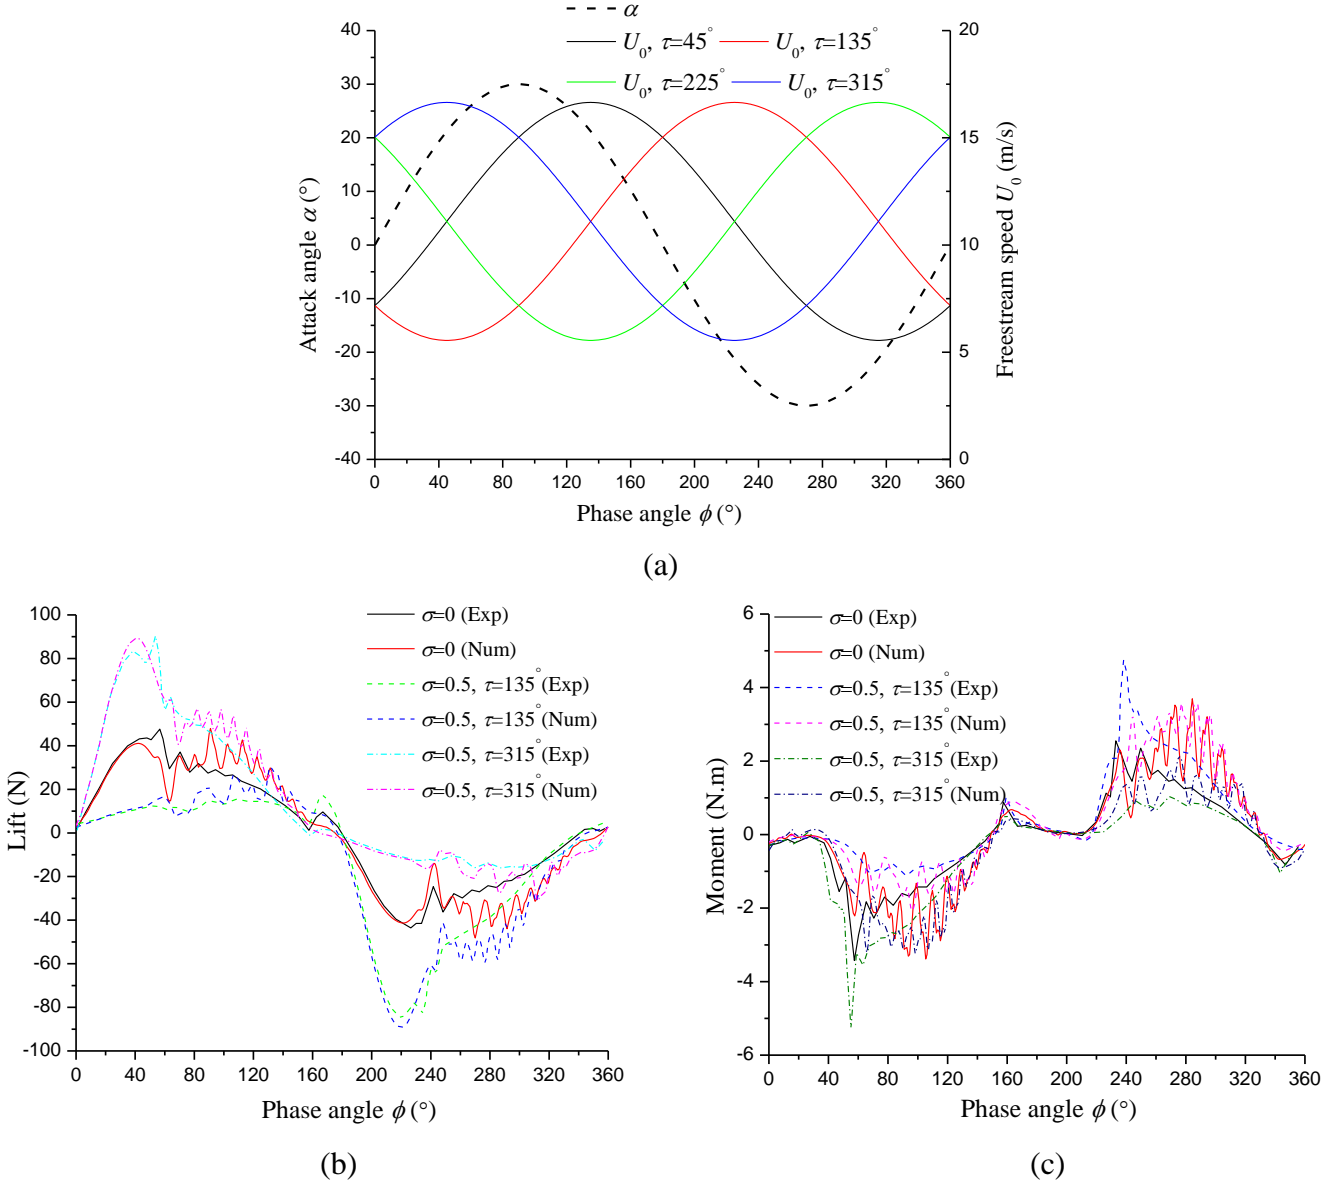 α
U₀, τ=45°
U₀, τ=135°
U₀, τ=225°
U₀, τ=315°
40
30
20
10
0
-10
-20
-30
-40
20
15
10
5
0
Attack angle α (°)
Freestream speed U₀ (m/s)
0 40 80 120 160 200 240 280 320 360
Phase angle ϕ (°)
(a)
σ=0 (Exp)
σ=0 (Num)
σ=0.5, τ=135° (Exp)
σ=0.5, τ=135° (Num)
σ=0.5, τ=315° (Exp)
σ=0.5, τ=315° (Num)
100
80
60
40
20
0
-20
-40
-60
-80
-100
Lift (N)
0 40 80 120 160 200 240 280 320 360
Phase angle ϕ (°)
(b)
σ=0 (Exp)
σ=0 (Num)
σ=0.5, τ=135° (Exp)
σ=0.5, τ=135° (Num)
σ=0.5, τ=315° (Exp)
σ=0.5, τ=315° (Num)
6
4
2
0
-2
-4
-6
Moment (N.m)
0 40 80 120 160 200 240 280 320 360
Phase angle ϕ (°)
(c)